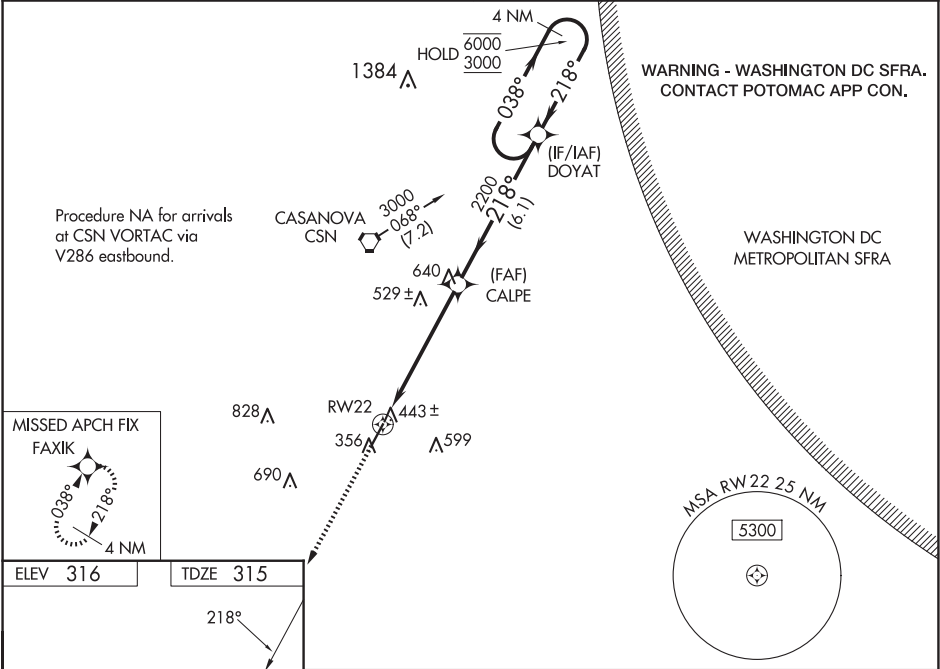 4 NM
HOLD 6000
3000
1384
038°
218°
WARNING - WASHINGTON DC SFRA.
CONTACT POTOMAC APP CON.
(IF/IAF)
DOYAT
2200
218°
(6.1)
Procedure NA for arrivals
at CSN VORTAC via
V286 eastbound.
CASANOVA
CSN
3000
068°
(7.2)
WASHINGTON DC
METROPOLITAN SFRA
640
(FAF)
CALPE
529 ±
828
RW22
443 ±
356
599
690
MISSED APCH FIX
FAXIK
038°
218°
4 NM
MSA RW 22 25 NM
5300
ELEV 316
TDZE 315
218°